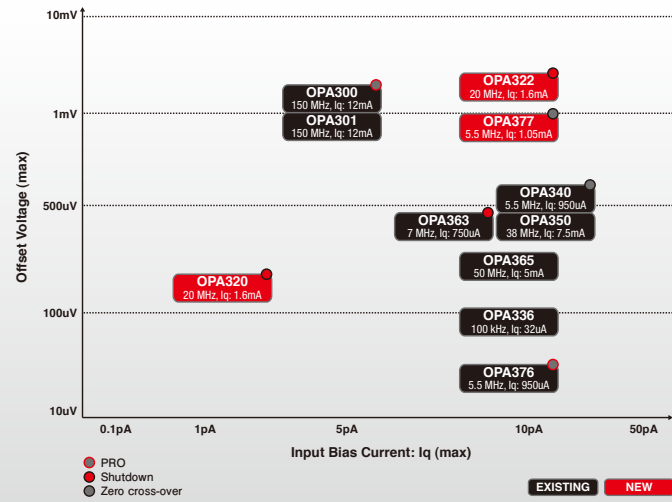 10mV
OPA322
20 MHz, Iq: 1.6mA
OPA300
150 MHz, Iq: 12mA
1mV
OPA301
150 MHz, Iq: 12mA
OPA377
5.5 MHz, Iq: 1.05mA
Offset Voltage (max)
OPA340
5.5 MHz, Iq: 950uA
500uV
OPA363
7 MHz, Iq: 750uA
OPA350
38 MHz, Iq: 7.5mA
OPA365
50 MHz, Iq: 5mA
OPA320
20 MHz, Iq: 1.6mA
100uV
OPA336
100 kHz, Iq: 32uA
OPA376
5.5 MHz, Iq: 950uA
10uV
0.1pA 1pA 5pA 10pA 50pA
Input Bias Current: Iq (max)
PRO
Shutdown
Zero cross-over
EXISTING NEW